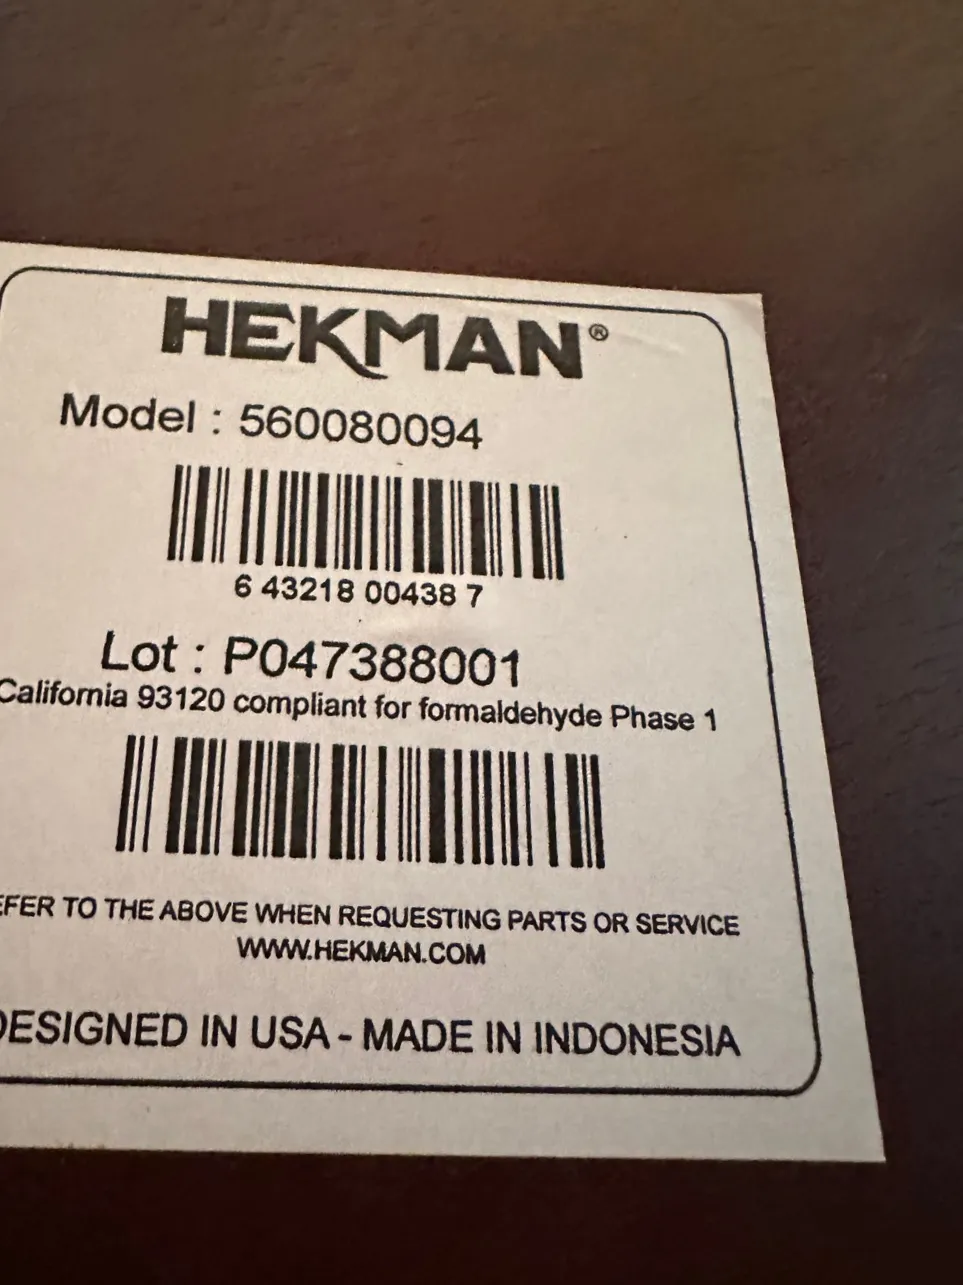 HEKMAN®
Model : 560080094
6 43218 00438 7
Lot : P047388001
California 93120 compliant for formaldehyde Phase 1
EFER TO THE ABOVE WHEN REQUESTING PARTS OR SERVICE
WWW.HEKMAN.COM
DESIGNED IN USA - MADE IN INDONESIA